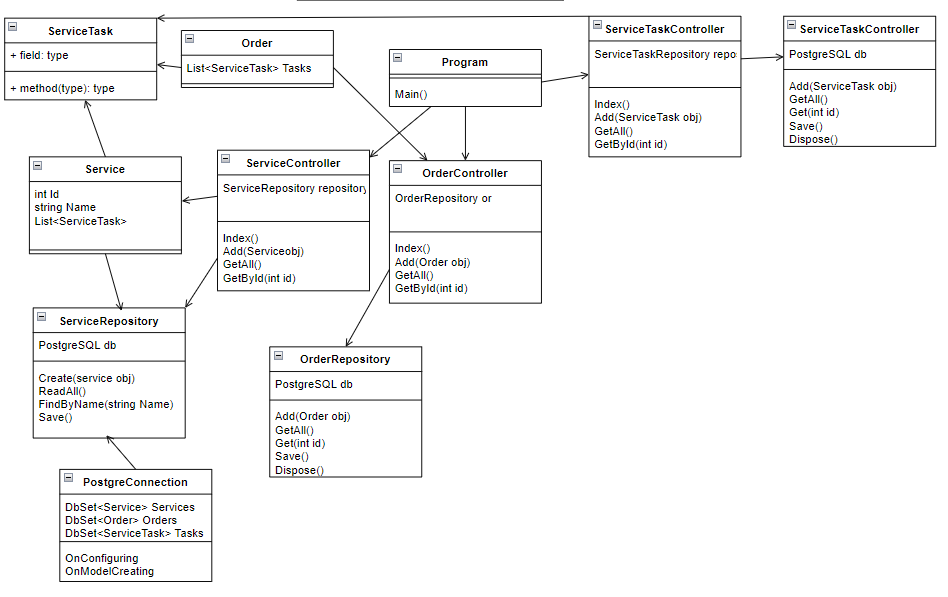 ServiceTask
+ field: type
+ method(type): type
Order
List<ServiceTask> Tasks
Program
Main()
ServiceTaskController
ServiceTaskRepository repo
Index()
Add(ServiceTask obj)
GetAll()
GetById(int id)
ServiceTaskController
PostgreSQL db
Add(ServiceTask obj)
GetAll()
Get(int id)
Save()
Dispose()
Service
int Id
string Name
List<ServiceTask>
ServiceController
ServiceRepository repository
Index()
Add(Serviceobj)
GetAll()
GetById(int id)
OrderController
OrderRepository or
Index()
Add(Order obj)
GetAll()
GetById(int id)
ServiceRepository
PostgreSQL db
Create(service obj)
ReadAll()
FindByName(string Name)
Save()
OrderRepository
PostgreSQL db
Add(Order obj)
GetAll()
Get(int id)
Save()
Dispose()
PostgreConnection
DbSet<Service> Services
DbSet<Order> Orders
DbSet<ServiceTask> Tasks
OnConfiguring
OnModelCreating